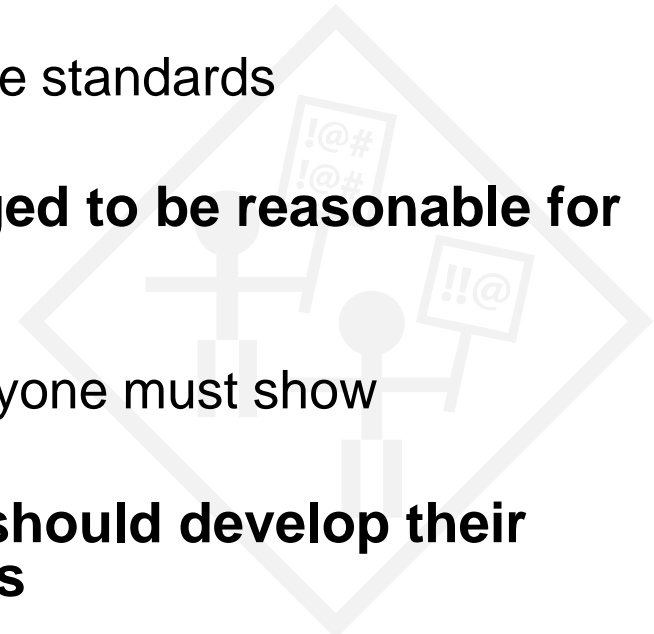 e standards
!@#
!@#
ged to be reasonable for
!!@
yone must show
should develop their
s